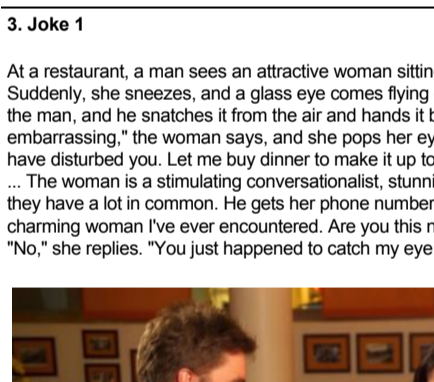 3. Joke 1
At a restaurant, a man sees an attractive woman sittin
Suddenly, she sneezes, and a glass eye comes flying
the man, and he snatches it from the air and hands it b
embarrassing," the woman says, and she pops her ey
have disturbed you. Let me buy dinner to make it up to
... The woman is a stimulating conversationalist, stunni
they have a lot in common. He gets her phone number
charming woman I've ever encountered. Are you this n
"No," she replies. "You just happened to catch my eye